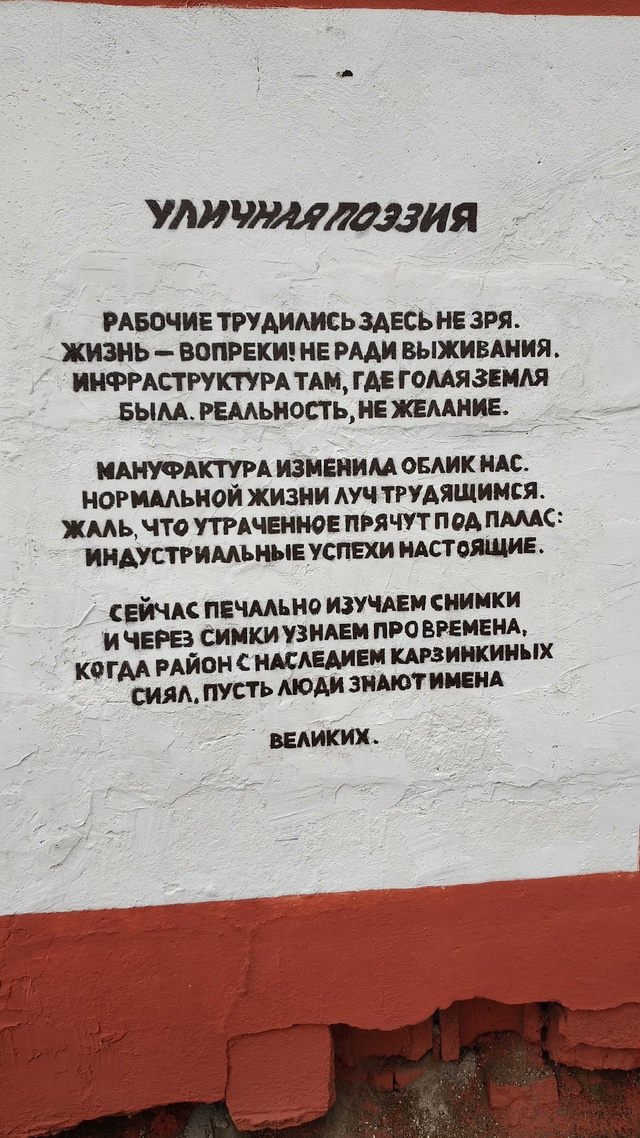 УЛИЧНАЯ ПОЭЗИЯ
РАБОЧИЕ ТРУДИЛИСЬ ЗДЕСЬ НЕ ЗРЯ.
ЖИЗНЬ — ВОПРЕКИ! НЕ РАДИ ВЫЖИВАНИЯ.
ИНФРАСТРУКТУРА ТАМ, ГДЕ ГОЛАЯ ЗЕМЛЯ
БЫЛА. РЕАЛЬНОСТЬ, НЕ ЖЕЛАНИЕ.
МАНУФАКТУРА ИЗМЕНИЛА ОБЛИК НАС.
НОРМАЛЬНОЙ ЖИЗНИ ЛУЧ ТРУДЯЩИМСЯ.
ЖАЛЬ, ЧТО УТРАЧЕННОЕ ПРЯЧУТ ПОД ПАЛАС:
ИНДУСТРИАЛЬНЫЕ УСПЕХИ НАСТОЯЩИЕ.
СЕЙЧАС ПЕЧАЛЬНО ИЗУЧАЕМ СНИМКИ
И ЧЕРЕЗ СИМКИ УЗНАЕМ ПРО ВРЕМЕНА,
КОГДА РАЙОН С НАСЛЕДИЕМ КАРЗИНКИНЫХ
СИЯЛ, ПУСТЬ ЛЮДИ ЗНАЮТ ИМЕНА
ВЕЛИКИХ.